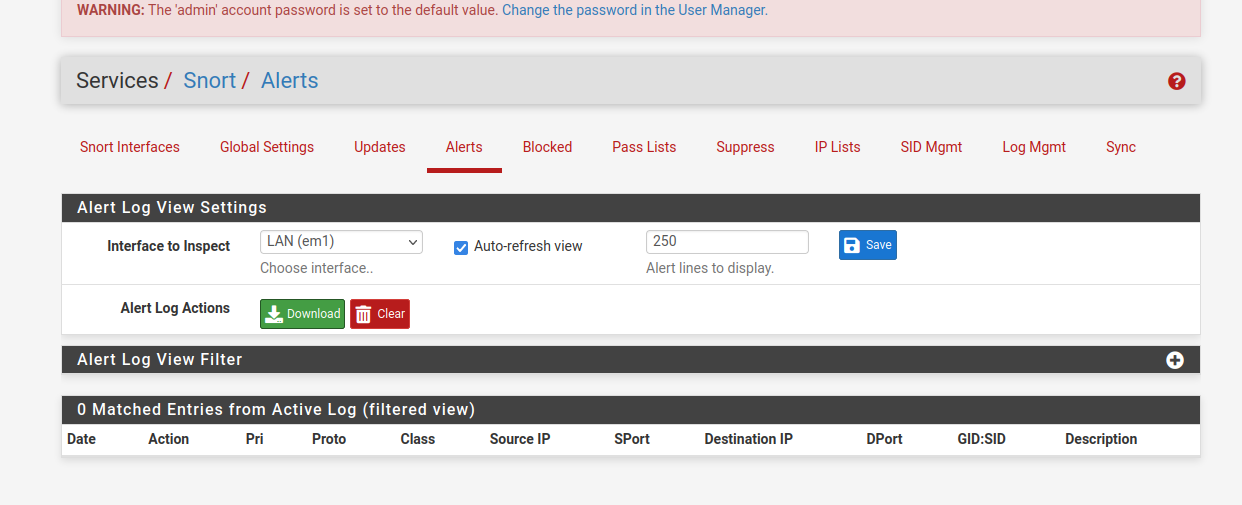 WARNING: The 'admin' account password is set to the default value. Change the password in the User Manager.
Services / Snort / Alerts
Snort Interfaces Global Settings Updates Alerts Blocked Pass Lists Suppress IP Lists SID Mgmt Log Mgmt Sync
Alert Log View Settings
Interface to Inspect LAN (em1) Auto-refresh view 250 Save
Choose interface.. Alert lines to display.
Alert Log Actions Download Clear
Alert Log View Filter
0 Matched Entries from Active Log (filtered view)
Date Action Pri Proto Class Source IP SPort Destination IP DPort GID:SID Description